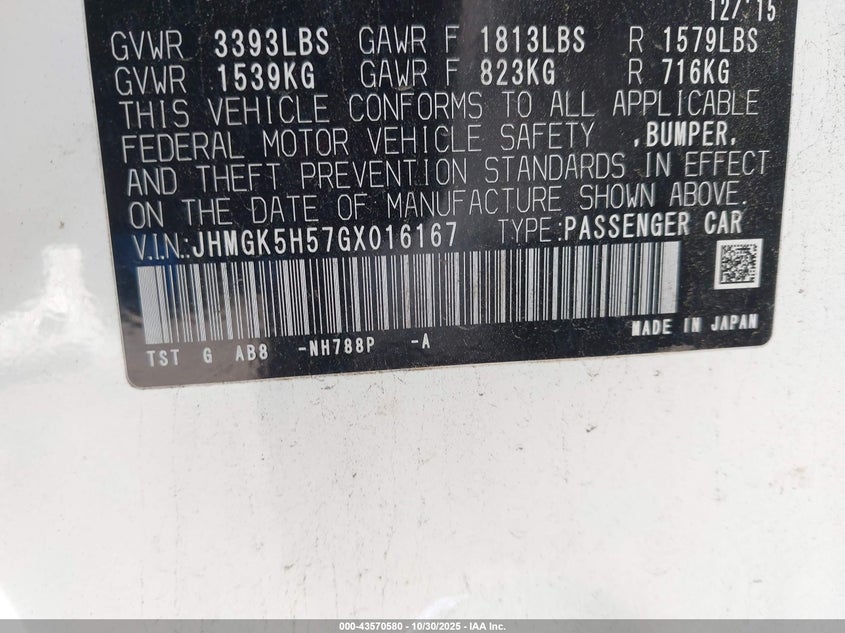 12/'15
GVWR 3393LBS GAWR F 1813LBS R 1579LBS
GVWR 1539KG GAWR F 823KG R 716KG
THIS VEHICLE CONFORMS TO ALL APPLICABLE
FEDERAL MOTOR VEHICLE SAFETY ,BUMPER,
AND THEFT PREVENTION STANDARDS IN EFFECT
ON THE DATE OF MANUFACTURE SHOWN ABOVE.
V.I.N.:JHMGK5H57GX016167 TYPE:PASSENGER CAR
MADE IN JAPAN
TST G AB8 -NH788P -A
000-43570580 - 10/30/2025 - IAA Inc.